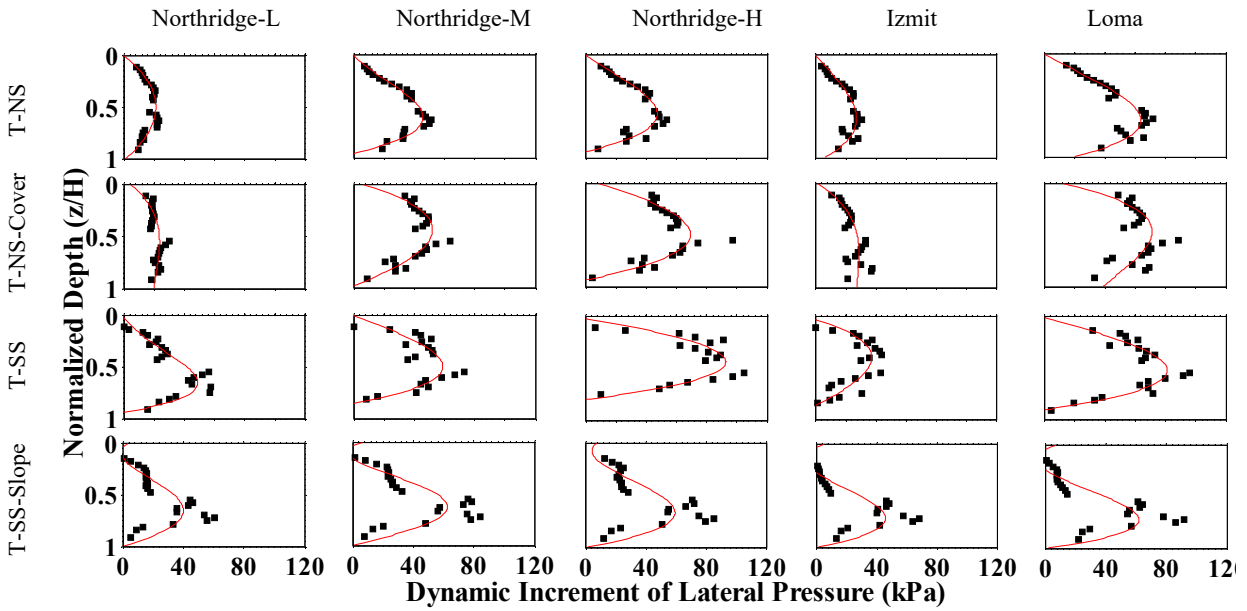 Northridge-L Northridge-M Northridge-H Izmit Loma
T-NS
0
0.5
1
T-NS-Cover
0
0.5
1
T-SS
0
0.5
1
T-SS-Slope
0
0.5
1
Normalized Depth (z/H)
0 40 80 120 0 40 80 120 0 40 80 120 0 40 80 120 0 40 80
Dynamic Increment of Lateral Pressure (kPa)